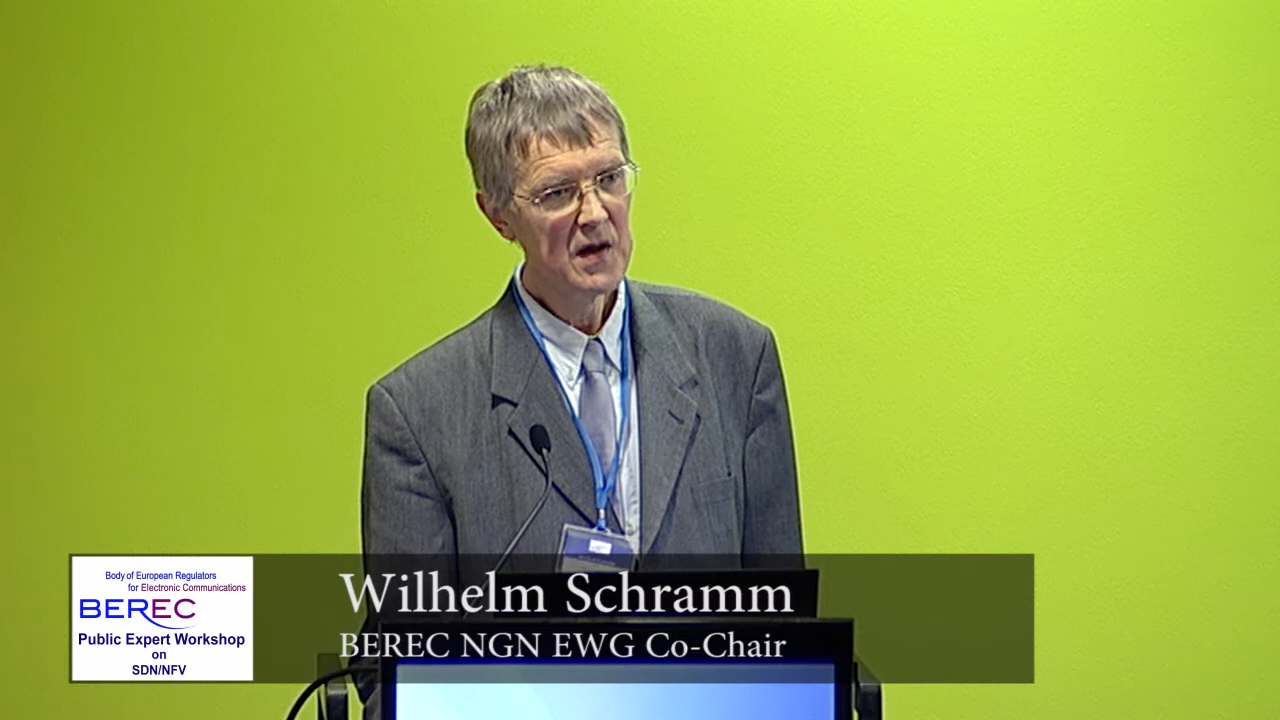 Body of European Regulators
for Electronic Communications
BEREC
Public Expert Workshop
on
SDN/NFV
Wilhelm Schramm
BEREC NGN EWG Co-Chair